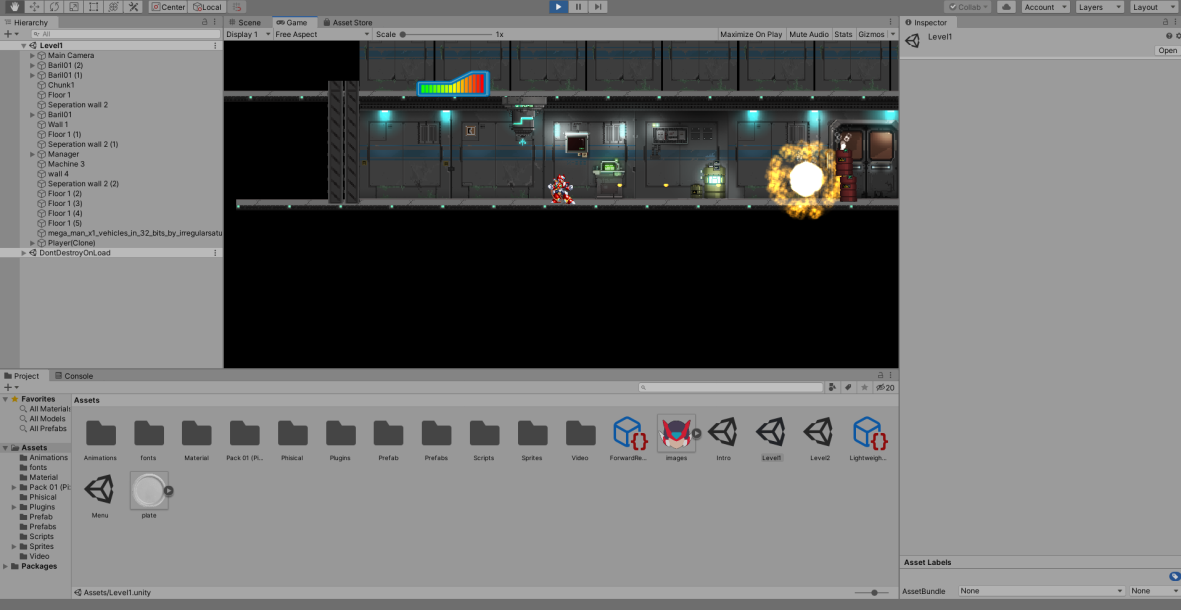 Center
Local
Collab
Account
Layers
Layout
Hierarchy
All
Level1
Main Camera
Baril01 (2)
Baril01 (1)
Chunk1
Floor 1
Seperation wall 2
Baril01
Wall 1
Floor 1 (1)
Seperation wall 2 (1)
Manager
Machine 3
wall 4
Seperation wall 2 (2)
Floor 1 (2)
Floor 1 (3)
Floor 1 (4)
Floor 1 (5)
mega_man_x1_vehicles_in_32_bits_by_irregularsatu
Player(Clone)
DontDestroyOnLoad
Scene
Game
Asset Store
Display 1
Free Aspect
Scale
1x
Maximize On Play
Mute Audio
Stats
Gizmos
Inspector
Level1
Open
Project
Console
20
Favorites
All Materials
All Models
All Prefabs
Assets
Animations
fonts
Material
Pack 01 (Pi:
Phisical
Plugins
Prefab
Prefabs
Scripts
Sprites
Video
Packages
Assets
Animations
fonts
Material
Pack 01 (Pi...
Phisical
Plugins
Prefab
Prefabs
Scripts
Sprites
Video
ForwardRe...
images
Intro
Level1
Level2
Lightweigh...
Menu
plate
Assets/Level1.unity
Asset Labels
AssetBundle
None
None